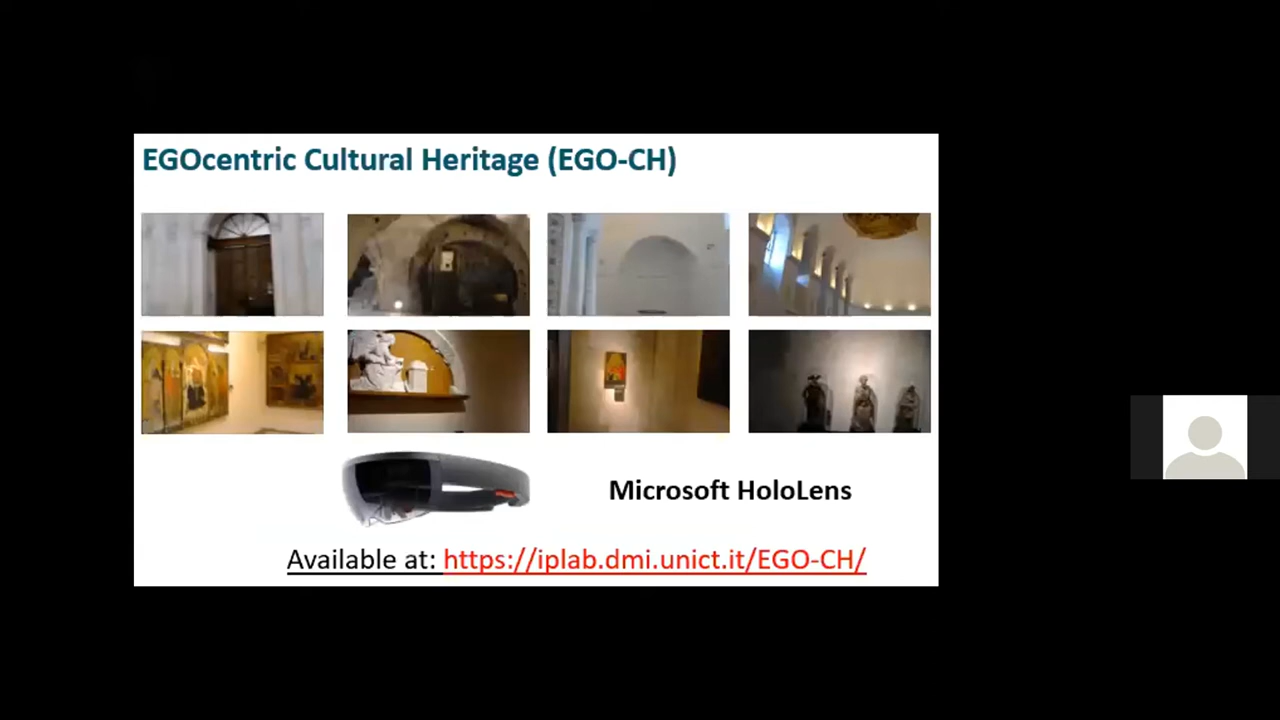 EGOcentric Cultural Heritage (EGO-CH)
Microsoft HoloLens
Available at: https://iplab.dmi.unict.it/EGO-CH/